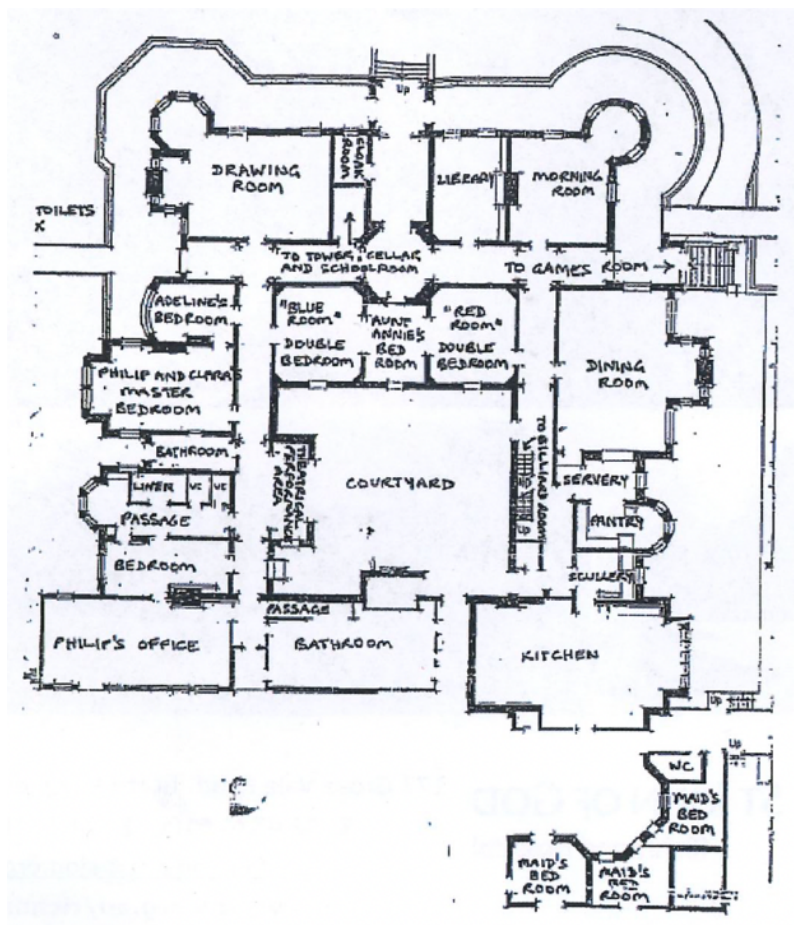 Up
DRAWING
ROOM
CLOAK
ROOM
LIBRARY
MORNING
ROOM
TOILETS
X
TO TOWER, CELLAR
AND SCHOOLROOM
TO GAMES ROOM →
ADELINE'S
BEDROOM
"BLUE
ROOM"
DOUBLE
BEDROOM
AUNT
ANNIE'S
BED
ROOM
"RED
ROOM"
DOUBLE
BEDROOM
DINING
ROOM
PHILIP AND CLARA'S
MASTER
BEDROOM
BATHROOM
LINEN
WC
WC
PASSAGE
BEDROOM
THEATRICAL
PERFORMANCE
AREA
COURTYARD
TO BILLIARD ROOM
SERVERY
PANTRY
SCULLERY
PHILIP'S OFFICE
PASSAGE
BATHROOM
KITCHEN
Up
Up
WC
MAID'S
BED
ROOM
MAID'S
BED
ROOM
MAID'S
BED
ROOM